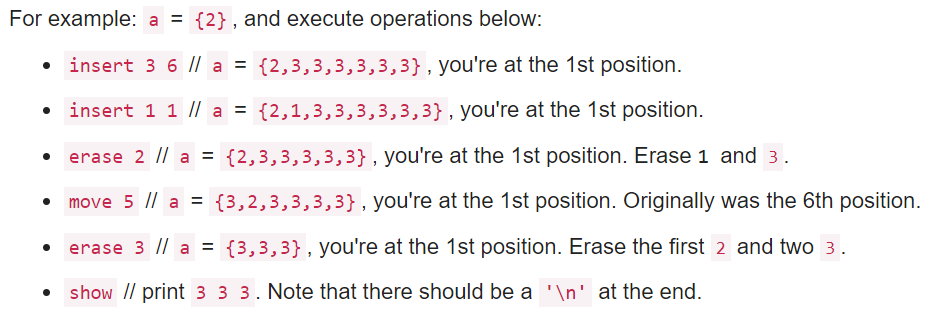 For example: a = {2}, and execute operations below:
• insert 3 6 // a = {2,3,3,3,3,3,3}, you're at the 1st position.
• insert 1 1 // a = {2,1,3,3,3,3,3,3}, you're at the 1st position.
• erase 2 // a = {2,3,3,3,3,3}, you're at the 1st position. Erase 1 and 3.
• move 5 // a = {3,2,3,3,3,3}, you're at the 1st position. Originally was the 6th position.
• erase 3 // a = {3,3,3}, you're at the 1st position. Erase the first 2 and two 3.
• show // print 3 3 3. Note that there should be a '\n' at the end.